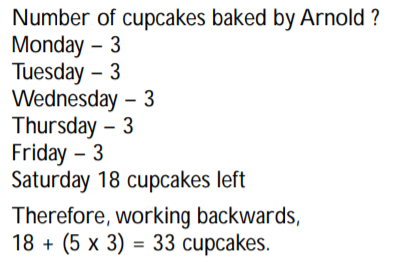 Number of cupcakes baked by Arnold ?
Monday – 3
Tuesday – 3
Wednesday – 3
Thursday – 3
Friday – 3
Saturday 18 cupcakes left
Therefore, working backwards,
18 + (5 x 3) = 33 cupcakes.